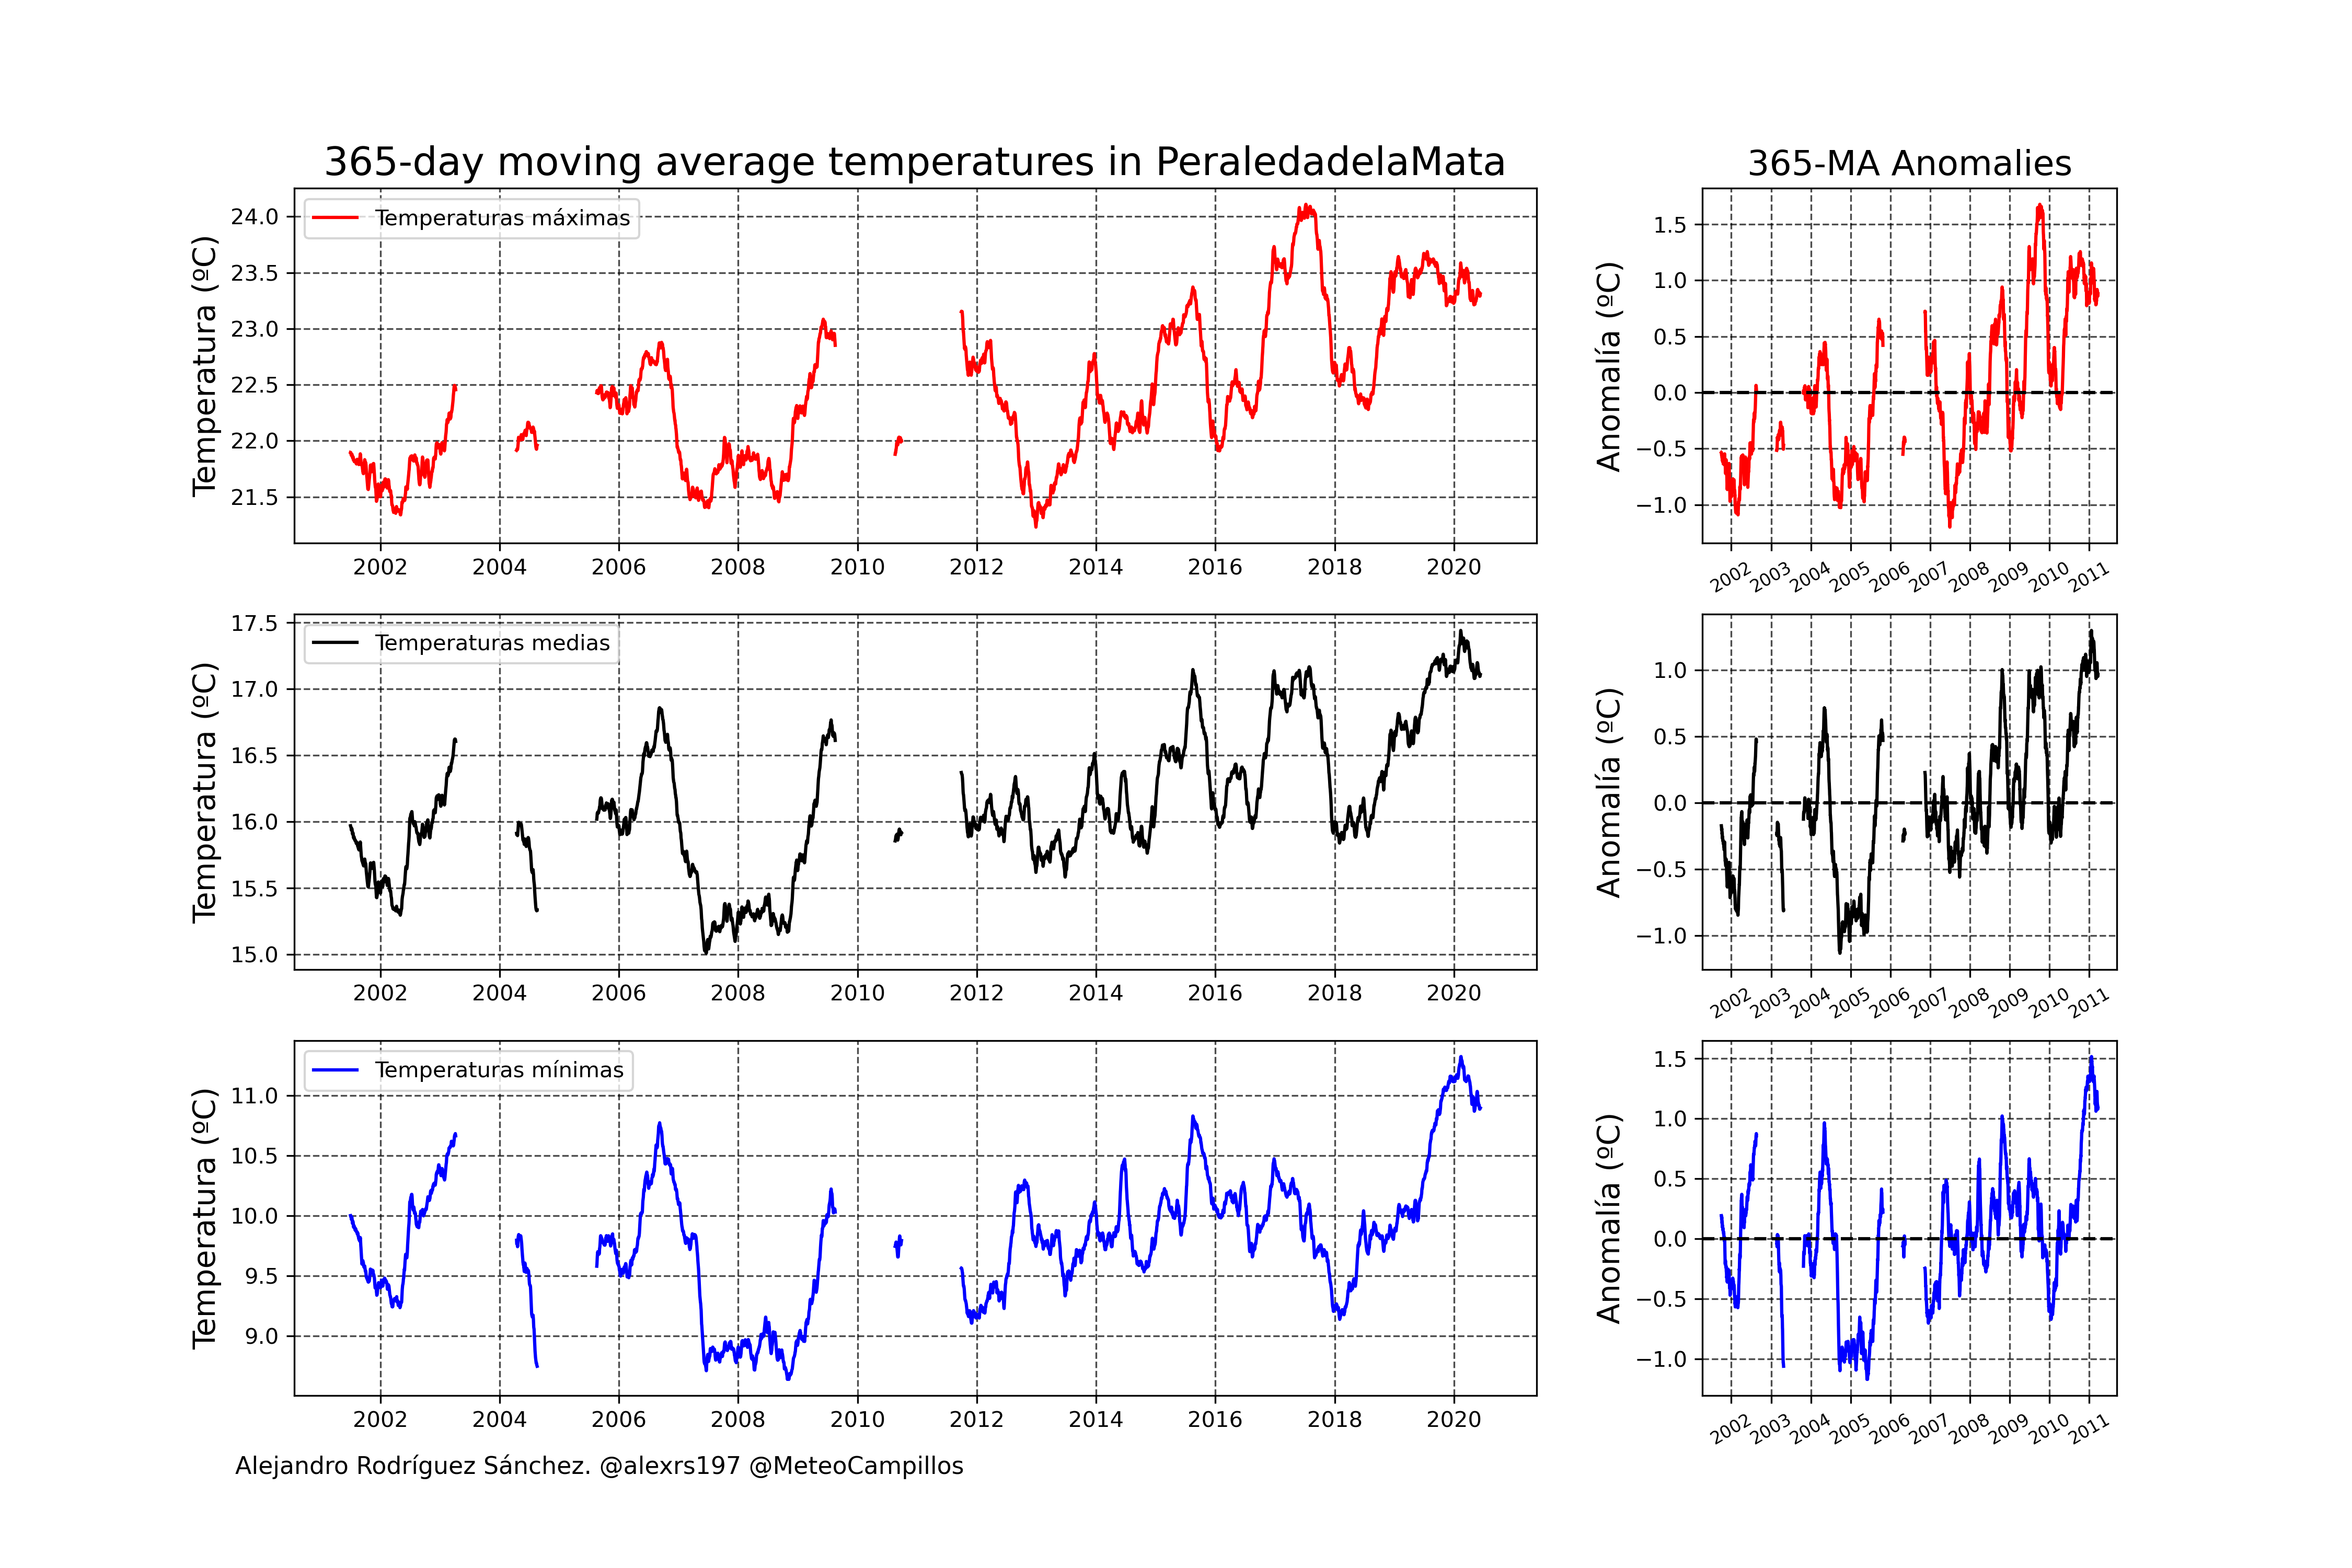 365-day moving average temperatures in PeraledadelaMata
365-MA Anomalies
Temperatura (ºC)
24.0
23.5
23.0
22.5
22.0
21.5
Temperaturas máximas
2002 2004 2006 2008 2010 2012 2014 2016 2018 2020
Anomalía (ºC)
1.5
1.0
0.5
0.0
−0.5
−1.0
2002 2003 2004 2005 2006 2007 2008 2009 2010 2011
Temperatura (ºC)
17.5
17.0
16.5
16.0
15.5
15.0
Temperaturas medias
2002 2004 2006 2008 2010 2012 2014 2016 2018 2020
Anomalía (ºC)
1.0
0.5
0.0
−0.5
−1.0
2002 2003 2004 2005 2006 2007 2008 2009 2010 2011
Temperatura (ºC)
11.0
10.5
10.0
9.5
9.0
Temperaturas mínimas
2002 2004 2006 2008 2010 2012 2014 2016 2018 2020
Anomalía (ºC)
1.5
1.0
0.5
0.0
−0.5
−1.0
2002 2003 2004 2005 2006 2007 2008 2009 2010 2011
Alejandro Rodríguez Sánchez. @alexrs197 @MeteoCampillos